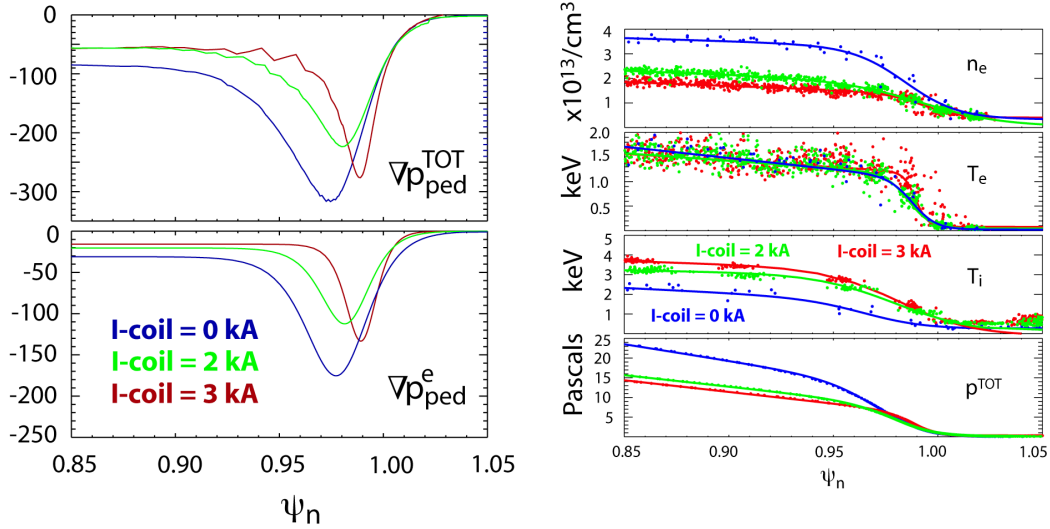 0
-100
-200
-300
∇p_ped^TOT
0
-50
-100
-150
-200
-250
I-coil = 0 kA
I-coil = 2 kA
I-coil = 3 kA
∇p_ped^e
0.85 0.90 0.95 1.00 1.05
ψ_n
x10^13/cm^3
4
3
2
1
n_e
keV
2.0
1.5
1.0
0.5
T_e
keV
5
4
3
2
1
I-coil = 2 kA
I-coil = 3 kA
T_i
I-coil = 0 kA
Pascals
25
20
15
10
5
p^TOT
0.85 0.90 0.95 1.00 1.05
ψ_n